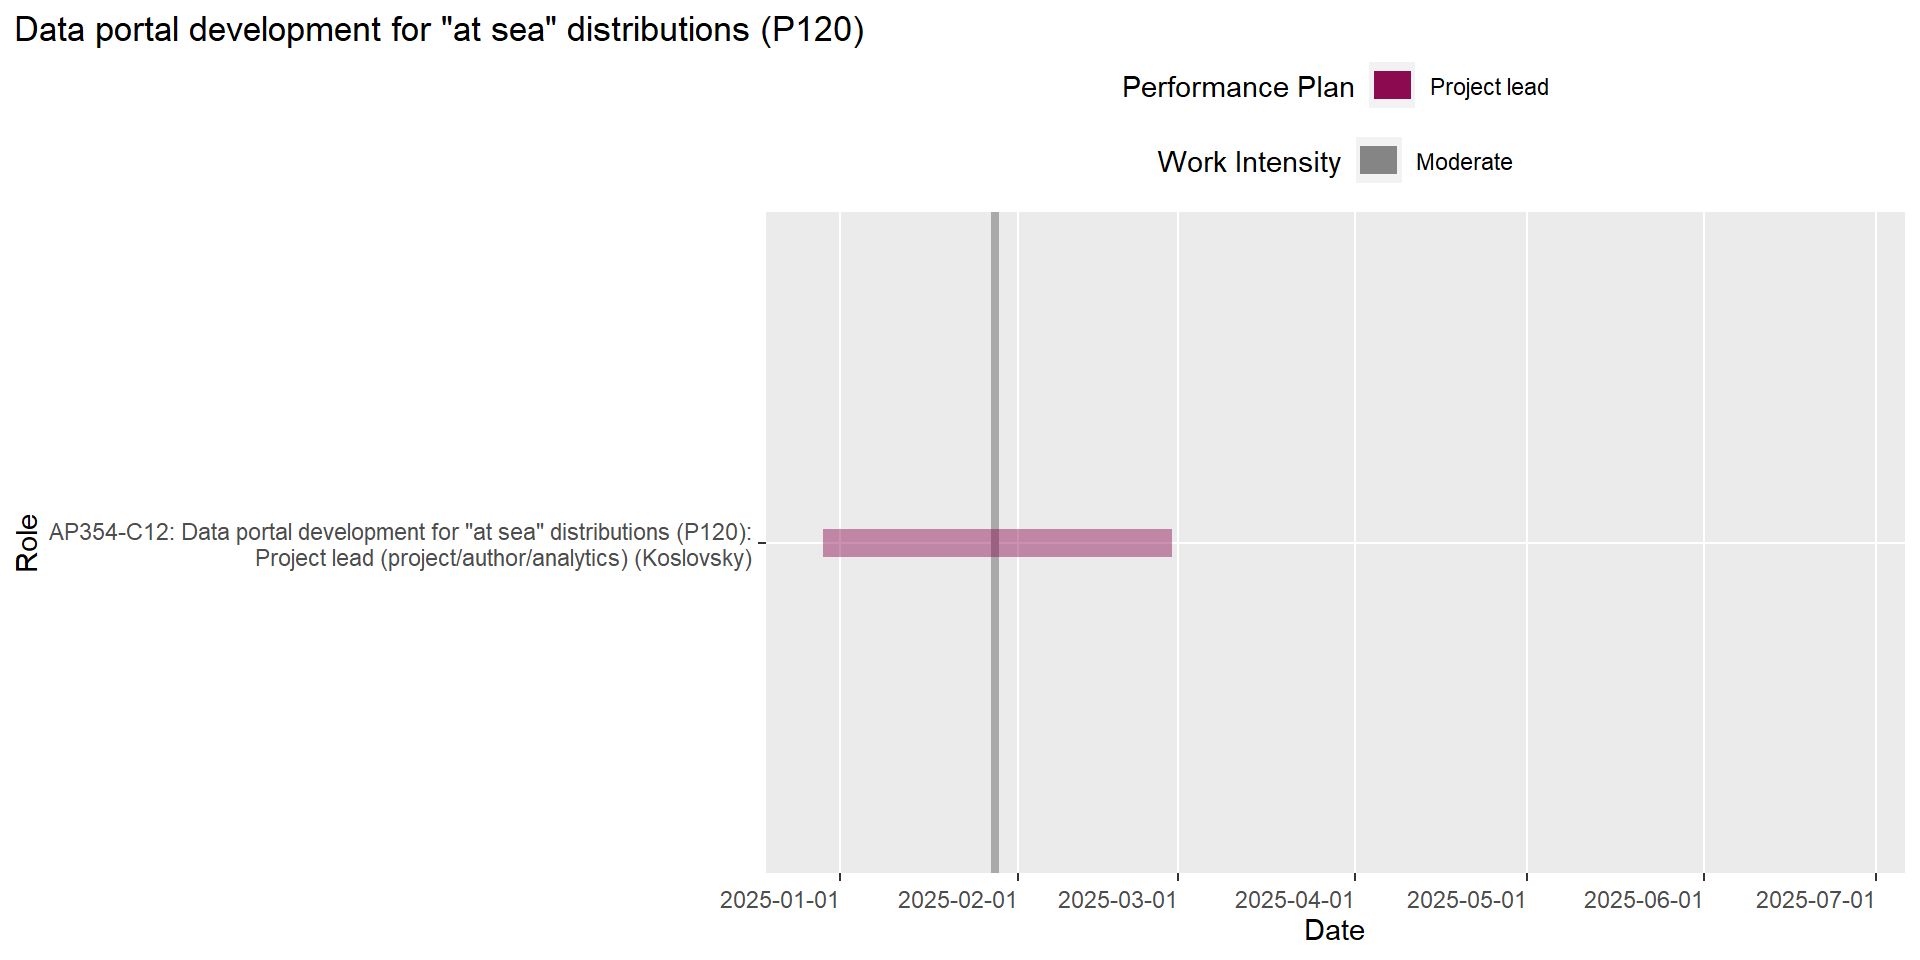 Data portal development for "at sea" distributions (P120)
Performance Plan Project lead
Work Intensity Moderate
Role
AP354-C12: Data portal development for "at sea" distributions (P120):
Project lead (project/author/analytics) (Koslovsky)
2025-01-01 2025-02-01 2025-03-01 2025-04-01 2025-05-01 2025-06-01 2025-07-01
Date